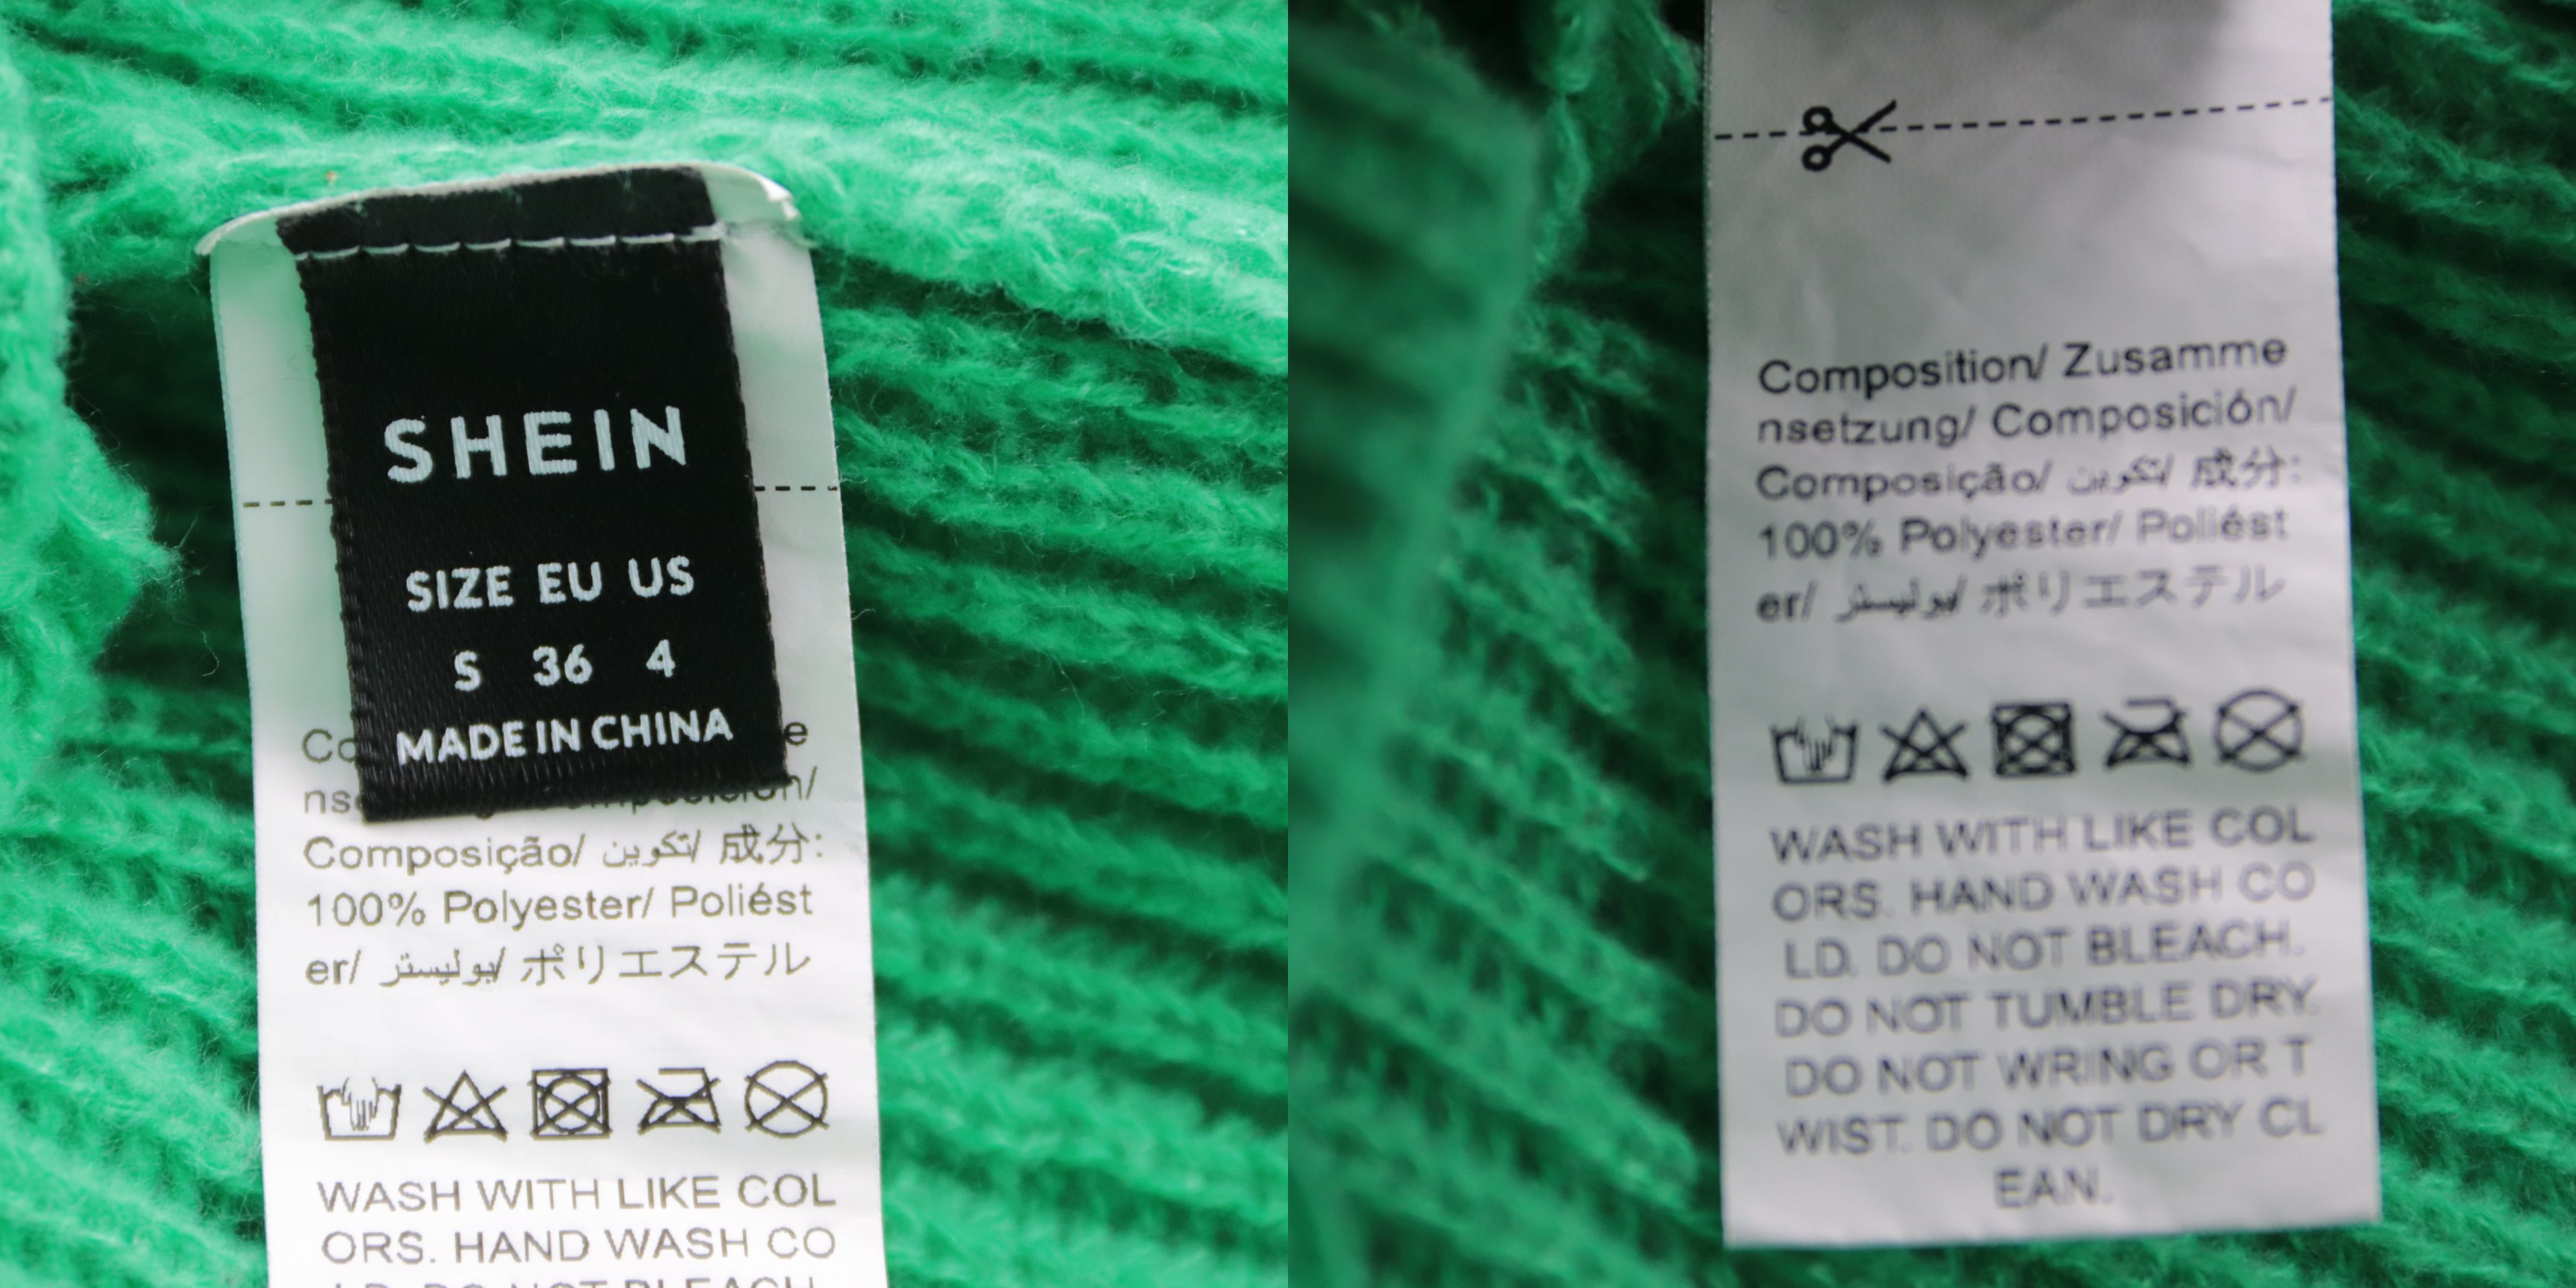 SHEIN
SIZE EU US
S 36 4
MADE IN CHINA
Composição/ تكوين/ 成分:
100% Polyester/ Poliést
er/ بوليستر/ ポリエステル
WASH WITH LIKE COL
ORS. HAND WASH CO
LD. DO NOT BLEACH.
Composition/ Zusamme
nsetzung/ Composición/
Composição/ تكوين/ 成分:
100% Polyester/ Poliést
er/ بوليستر/ ポリエステル
WASH WITH LIKE COL
ORS. HAND WASH CO
LD. DO NOT BLEACH.
DO NOT TUMBLE DRY.
DO NOT WRING OR T
WIST. DO NOT DRY CL
EAN.